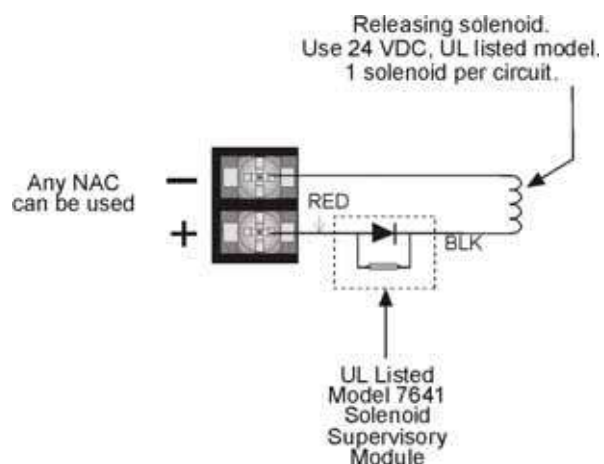 Releasing solenoid.
Use 24 VDC, UL listed model.
1 solenoid per circuit.
Any NAC
can be used
−
+
RED
BLK
UL Listed
Model 7641
Solenoid
Supervisory
Module